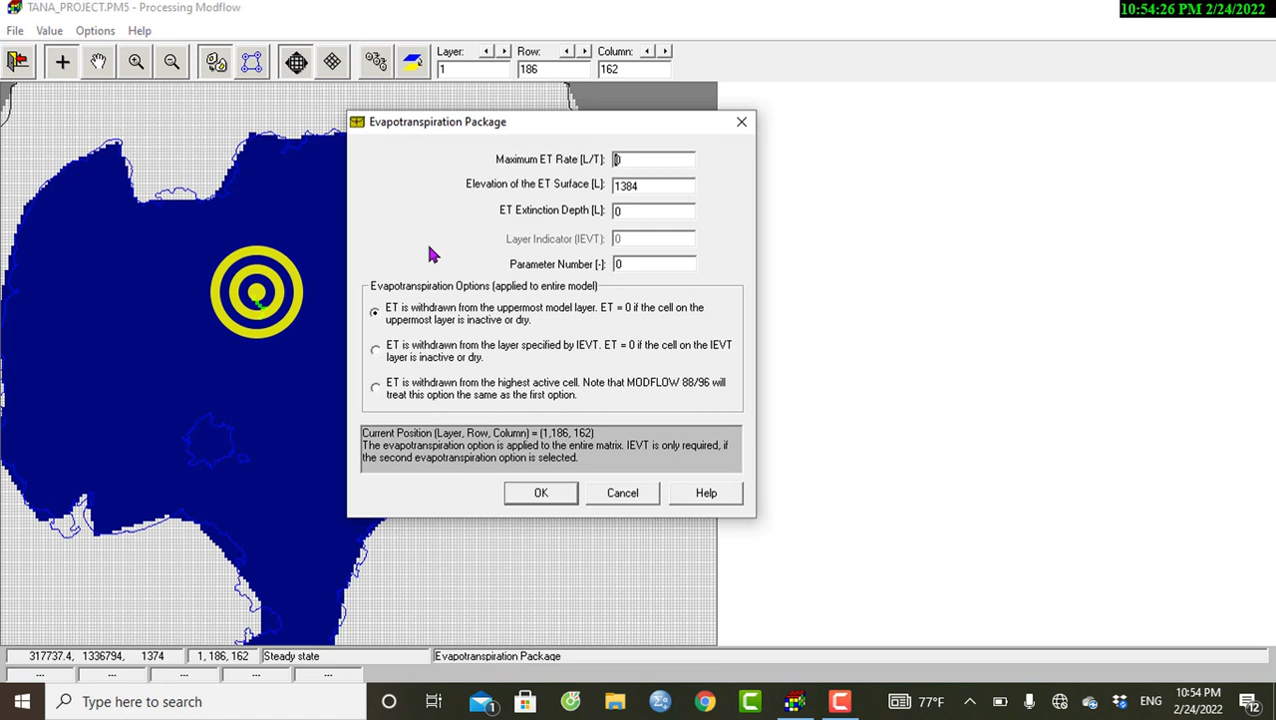 TANA_PROJECT.PM5 - Processing Modflow
10:54:26 PM 2/24/2022
File Value Options Help
Layer: Row: Column:
1 186 162
Evapotranspiration Package
Maximum ET Rate [L/T]: 0
Elevation of the ET Surface [L]: 1384
ET Extinction Depth [L]: 0
Layer Indicator (IEVT): 0
Parameter Number [-]: 0
Evapotranspiration Options (applied to entire model)
ET is withdrawn from the uppermost model layer. ET = 0 if the cell on the
uppermost layer is inactive or dry.
ET is withdrawn from the layer specified by IEVT. ET = 0 if the cell on the IEVT
layer is inactive or dry.
ET is withdrawn from the highest active cell. Note that MODFLOW 88/96 will
treat this option the same as the first option.
Current Position (Layer, Row, Column) = (1,186, 162)
The evapotranspiration option is applied to the entire matrix. IEVT is only required, if
the second evapotranspiration option is selected.
OK Cancel Help
317737.4, 1336794, 1374 1, 186, 162 Steady state Evapotranspiration Package
... ... ... ... ...
Type here to search 1 77°F ENG 10:54 PM
2/24/2022 12